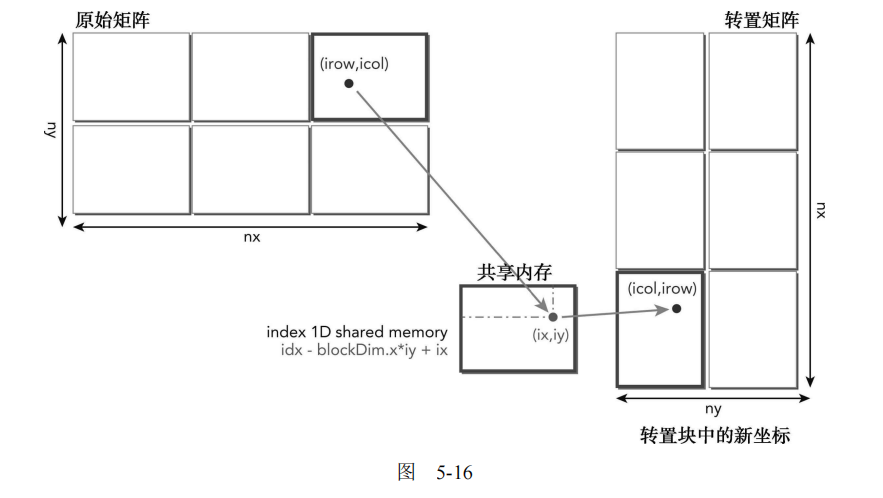 原始矩阵
转置矩阵
(irow,icol)
ny
nx
nx
共享内存
(icol,irow)
index 1D shared memory
idx - blockDim.x*iy + ix
(ix,iy)
ny
转置块中的新坐标
图 5-16